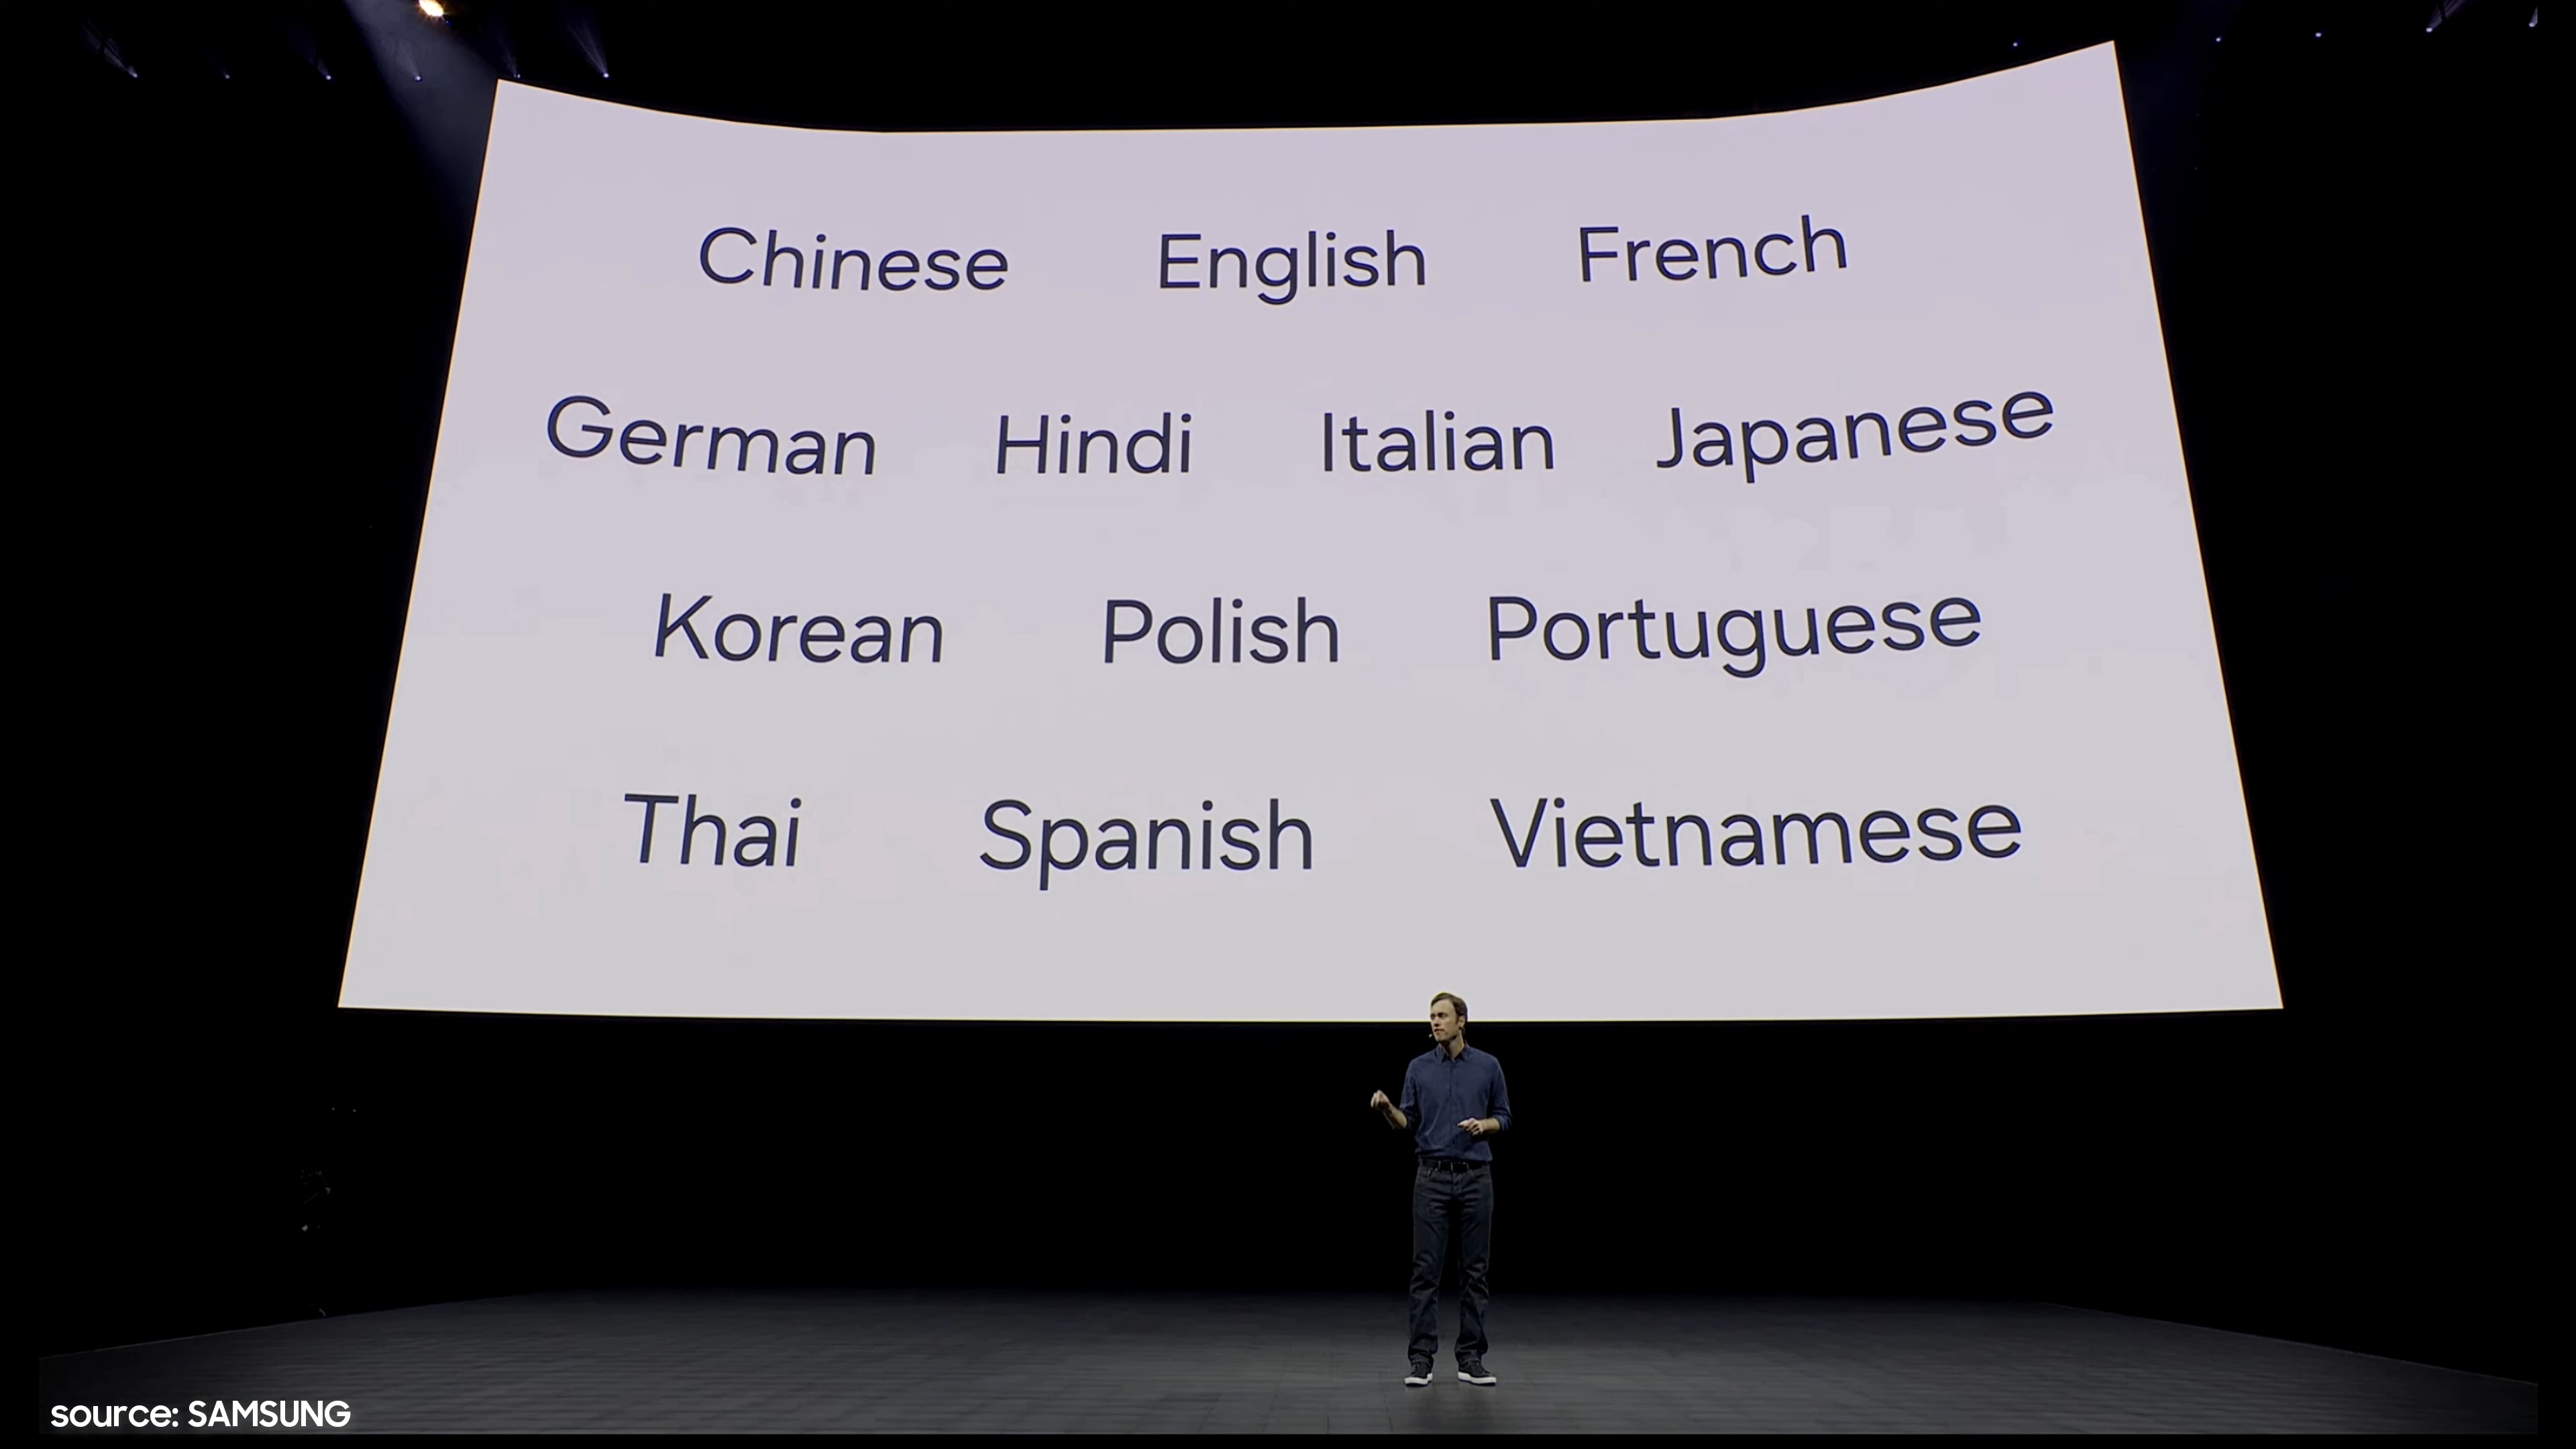 Chinese English French
German Hindi Italian Japanese
Korean Polish Portuguese
Thai Spanish Vietnamese
source: SAMSUNG